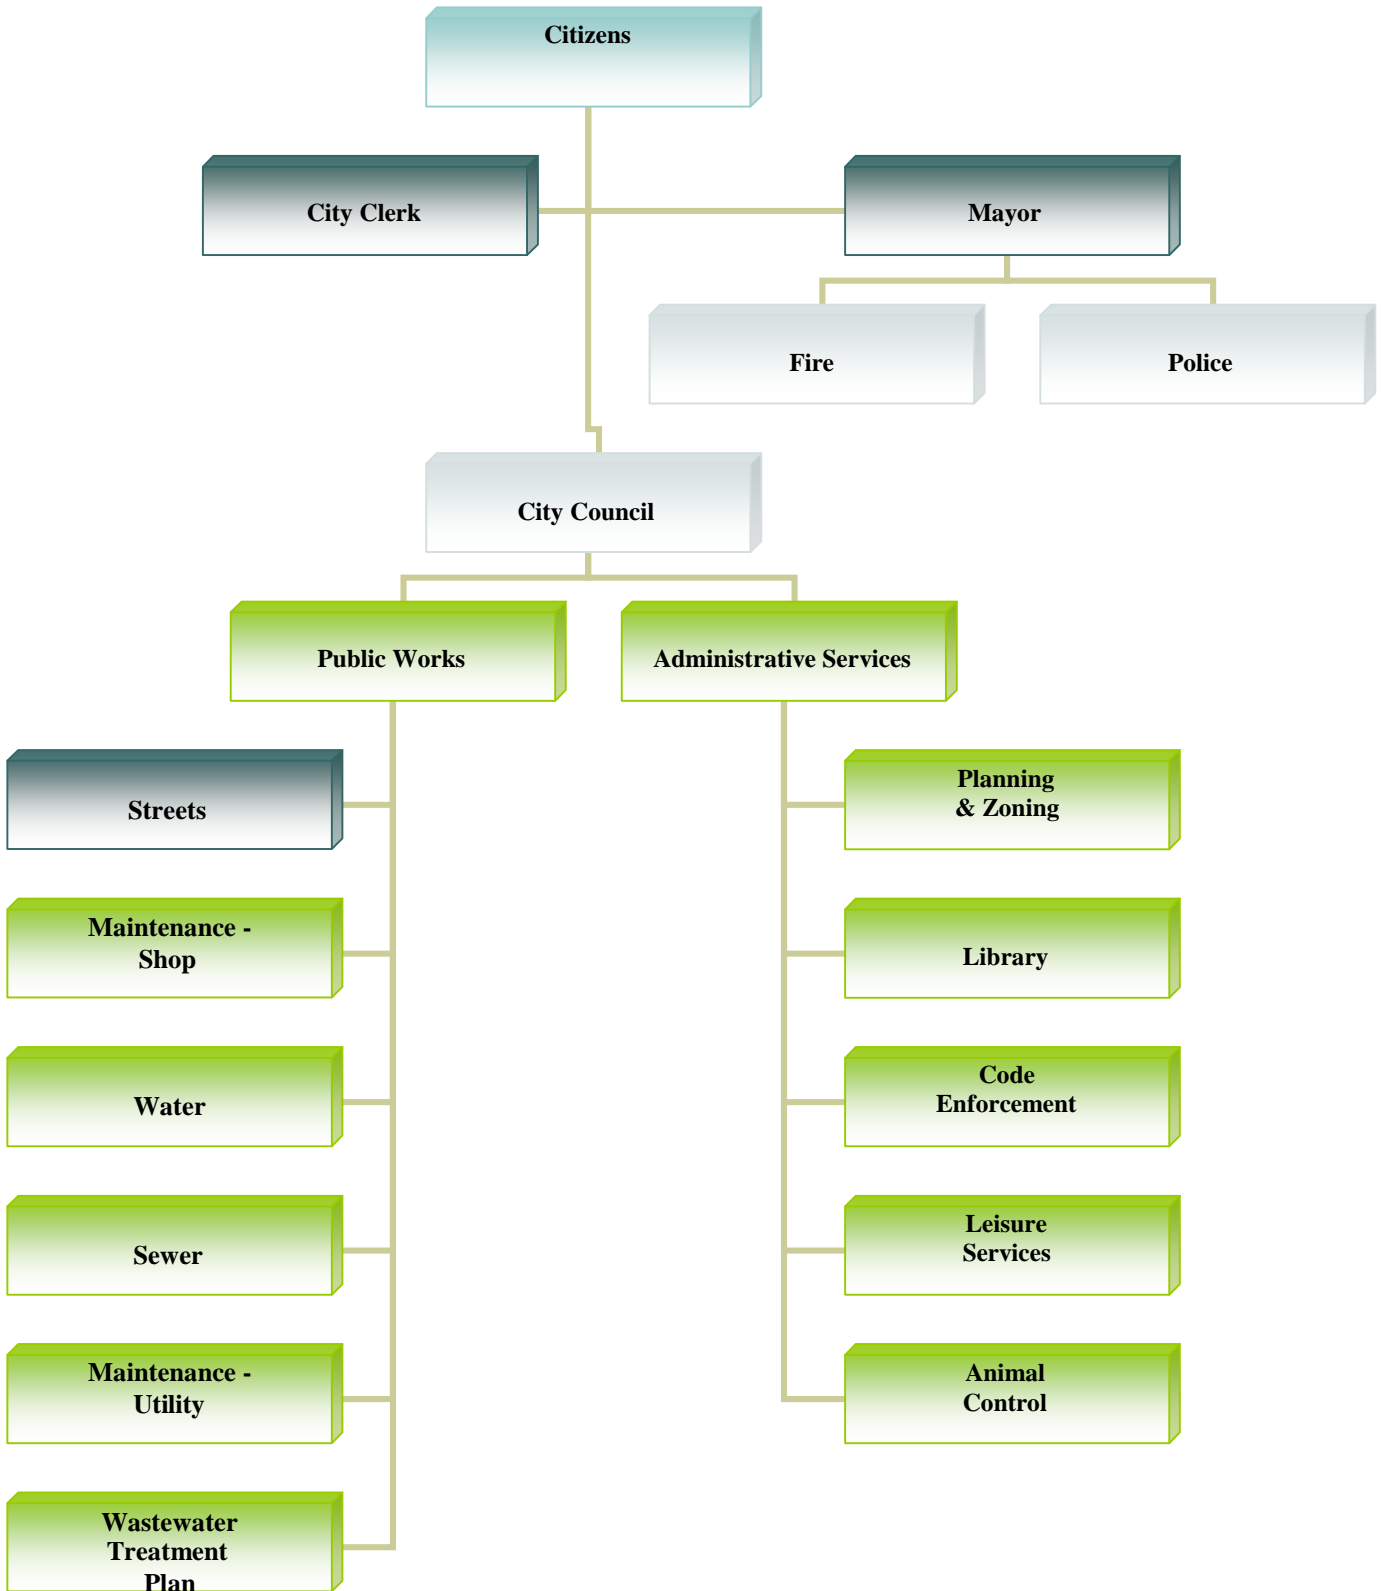 Citizens
City Clerk
Mayor
Fire
Police
City Council
Public Works
Administrative Services
Streets
Planning
& Zoning
Maintenance -
Shop
Library
Water
Code
Enforcement
Sewer
Leisure
Services
Maintenance -
Utility
Animal
Control
Wastewater
Treatment
Plan